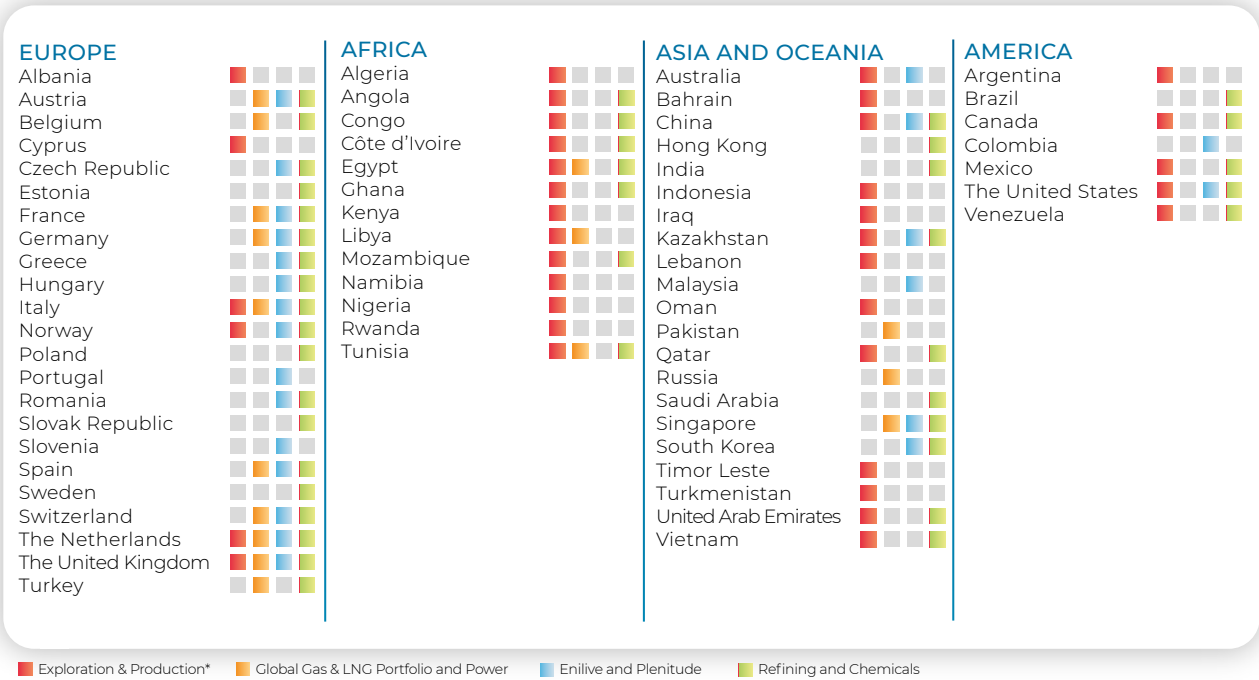 EUROPE
Albania
Austria
Belgium
Cyprus
Czech Republic
Estonia
France
Germany
Greece
Hungary
Italy
Norway
Poland
Portugal
Romania
Slovak Republic
Slovenia
Spain
Sweden
Switzerland
The Netherlands
The United Kingdom
Turkey
AFRICA
Algeria
Angola
Congo
Côte d'Ivoire
Egypt
Ghana
Kenya
Libya
Mozambique
Namibia
Nigeria
Rwanda
Tunisia
ASIA AND OCEANIA
Australia
Bahrain
China
Hong Kong
India
Indonesia
Iraq
Kazakhstan
Lebanon
Malaysia
Oman
Pakistan
Qatar
Russia
Saudi Arabia
Singapore
South Korea
Timor Leste
Turkmenistan
United Arab Emirates
Vietnam
AMERICA
Argentina
Brazil
Canada
Colombia
Mexico
The United States
Venezuela
Exploration & Production* Global Gas & LNG Portfolio and Power Enilive and Plenitude Refining and Chemicals